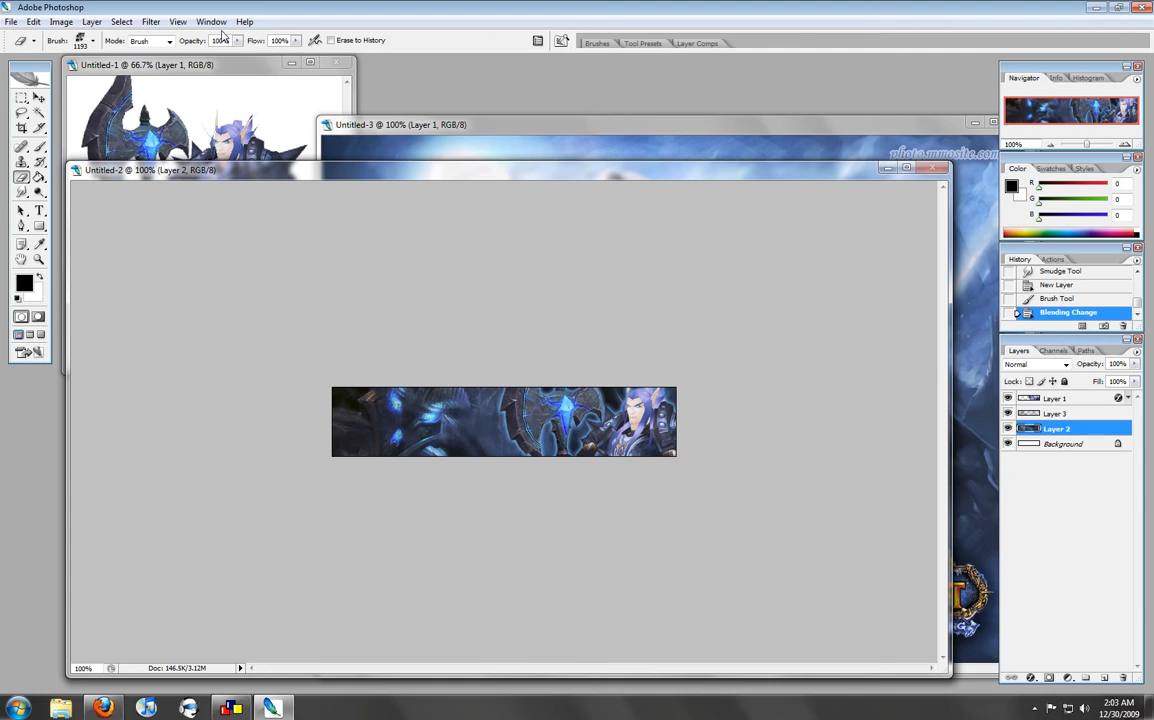 Adobe Photoshop
File Edit Image Layer Select Filter View Window Help
Brush: 1193 Mode: Brush Opacity: 100% Flow: 100% Erase to History
Brushes Tool Presets Layer Comps
Untitled-1 @ 66.7% (Layer 1, RGB/8)
Untitled-3 @ 100% (Layer 1, RGB/8)
photo.mmosite.com
Untitled-2 @ 100% (Layer 2, RGB/8)
Navigator Info Histogram
100%
Color Swatches Styles
R 0
G 0
B 0
History Actions
Smudge Tool
New Layer
Brush Tool
Blending Change
Layers Channels Paths
Normal Opacity: 100%
Lock: Fill: 100%
Layer 1
Layer 3
Layer 2
Background
100% Doc: 146.5K/3.12M
2:03 AM
12/30/2009